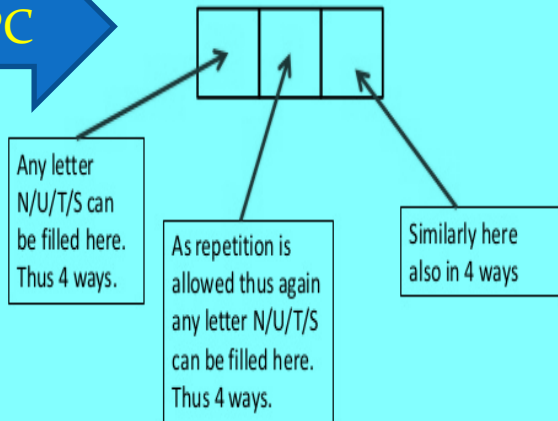 PC
Any letter
N/U/T/S can
be filled here.
Thus 4 ways.
As repetition is
allowed thus again
any letter N/U/T/S
can be filled here.
Thus 4 ways.
Similarly here
also in 4 ways